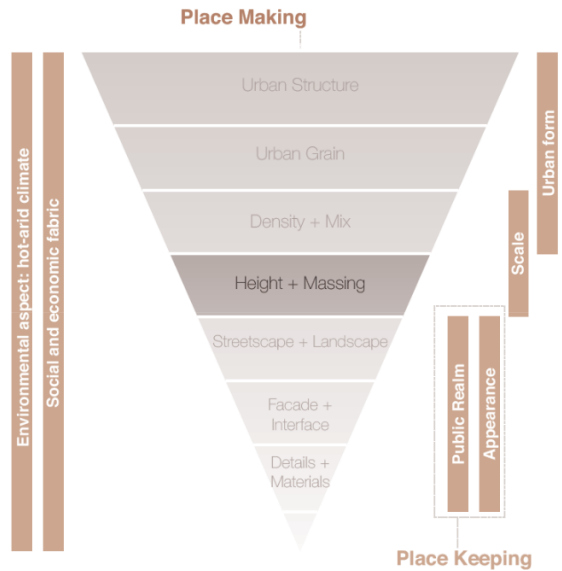 Place Making
Environmental aspect: hot-arid climate
Social and economic fabric
Urban Structure
Urban Grain
Density + Mix
Height + Massing
Streetscape + Landscape
Facade +
Interface
Details +
Materials
Urban form
Scale
Public Realm
Appearance
Place Keeping